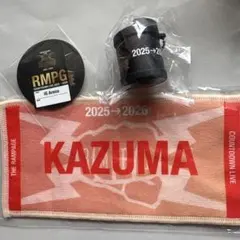 RMPG
2025→2026
2025→2026
KAZUMA
THE RAMPAGE
COUNTDOWN LIVE